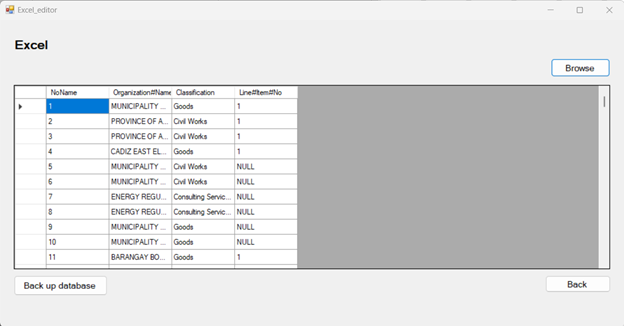 Excel_editor
Excel
Browse
NoName Organization#Name Classification Line#Item#No
1 MUNICIPALITY ... Goods 1
2 PROVINCE OF A... Civil Works 1
3 PROVINCE OF A... Civil Works 1
4 CADIZ EAST EL... Goods 1
5 MUNICIPALITY ... Civil Works NULL
6 MUNICIPALITY ... Civil Works NULL
7 ENERGY REGU... Consulting Servic... NULL
8 ENERGY REGU... Consulting Servic... NULL
9 MUNICIPALITY ... Goods NULL
10 MUNICIPALITY ... Goods NULL
11 BARANGAY BO... Goods 1
Back up database Back